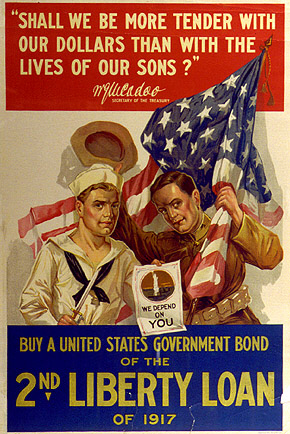 "SHALL WE BE MORE TENDER WITH
OUR DOLLARS THAN WITH THE
LIVES OF OUR SONS?"
WGMcAdoo
SECRETARY OF THE TREASURY
WE DEPEND
ON
YOU
BUY A UNITED STATES GOVERNMENT BOND
OF THE
2ND LIBERTY LOAN
OF 1917